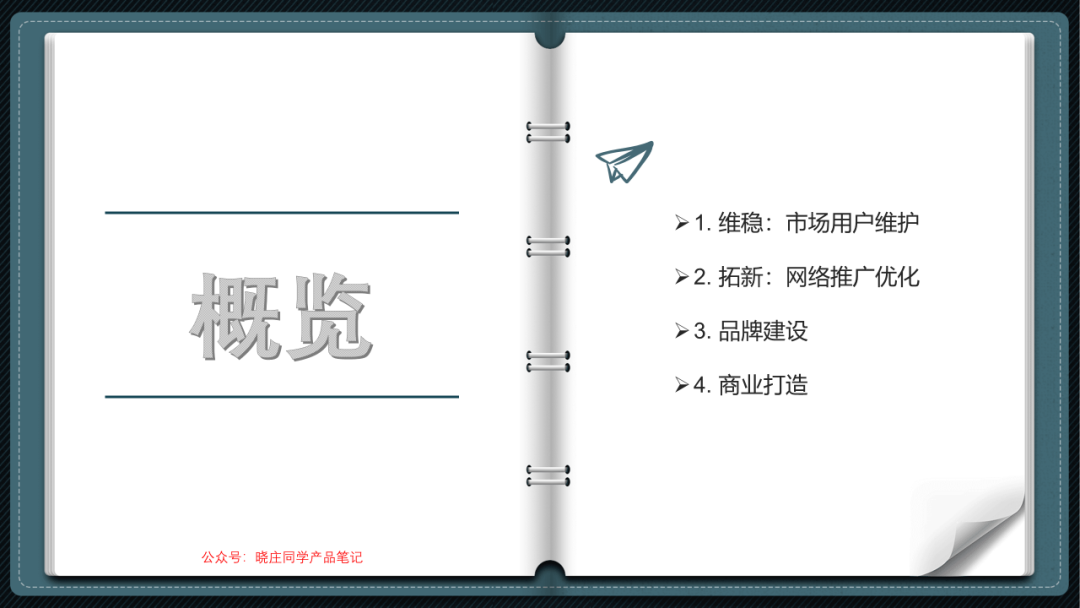 概览
公众号：晓庄同学产品笔记
➢1. 维稳：市场用户维护
➢2. 拓新：网络推广优化
➢3. 品牌建设
➢4. 商业打造